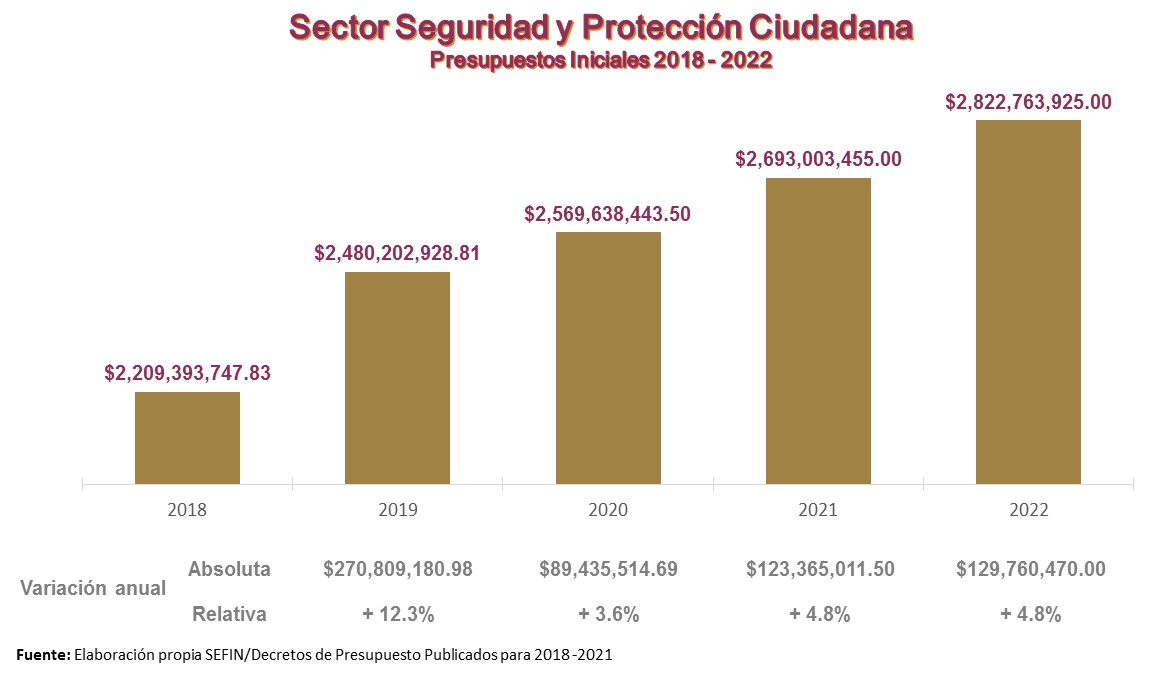 Sector Seguridad y Protección Ciudadana
Presupuestos Iniciales 2018 - 2022
$2,822,763,925.00
$2,693,003,455.00
$2,569,638,443.50
$2,480,202,928.81
$2,209,393,747.83
2018 2019 2020 2021 2022
Variación anual
Absoluta $270,809,180.98 $89,435,514.69 $123,365,011.50 $129,760,470.00
Relativa + 12.3% + 3.6% + 4.8% + 4.8%
Fuente: Elaboración propia SEFIN/Decretos de Presupuesto Publicados para 2018 -2021